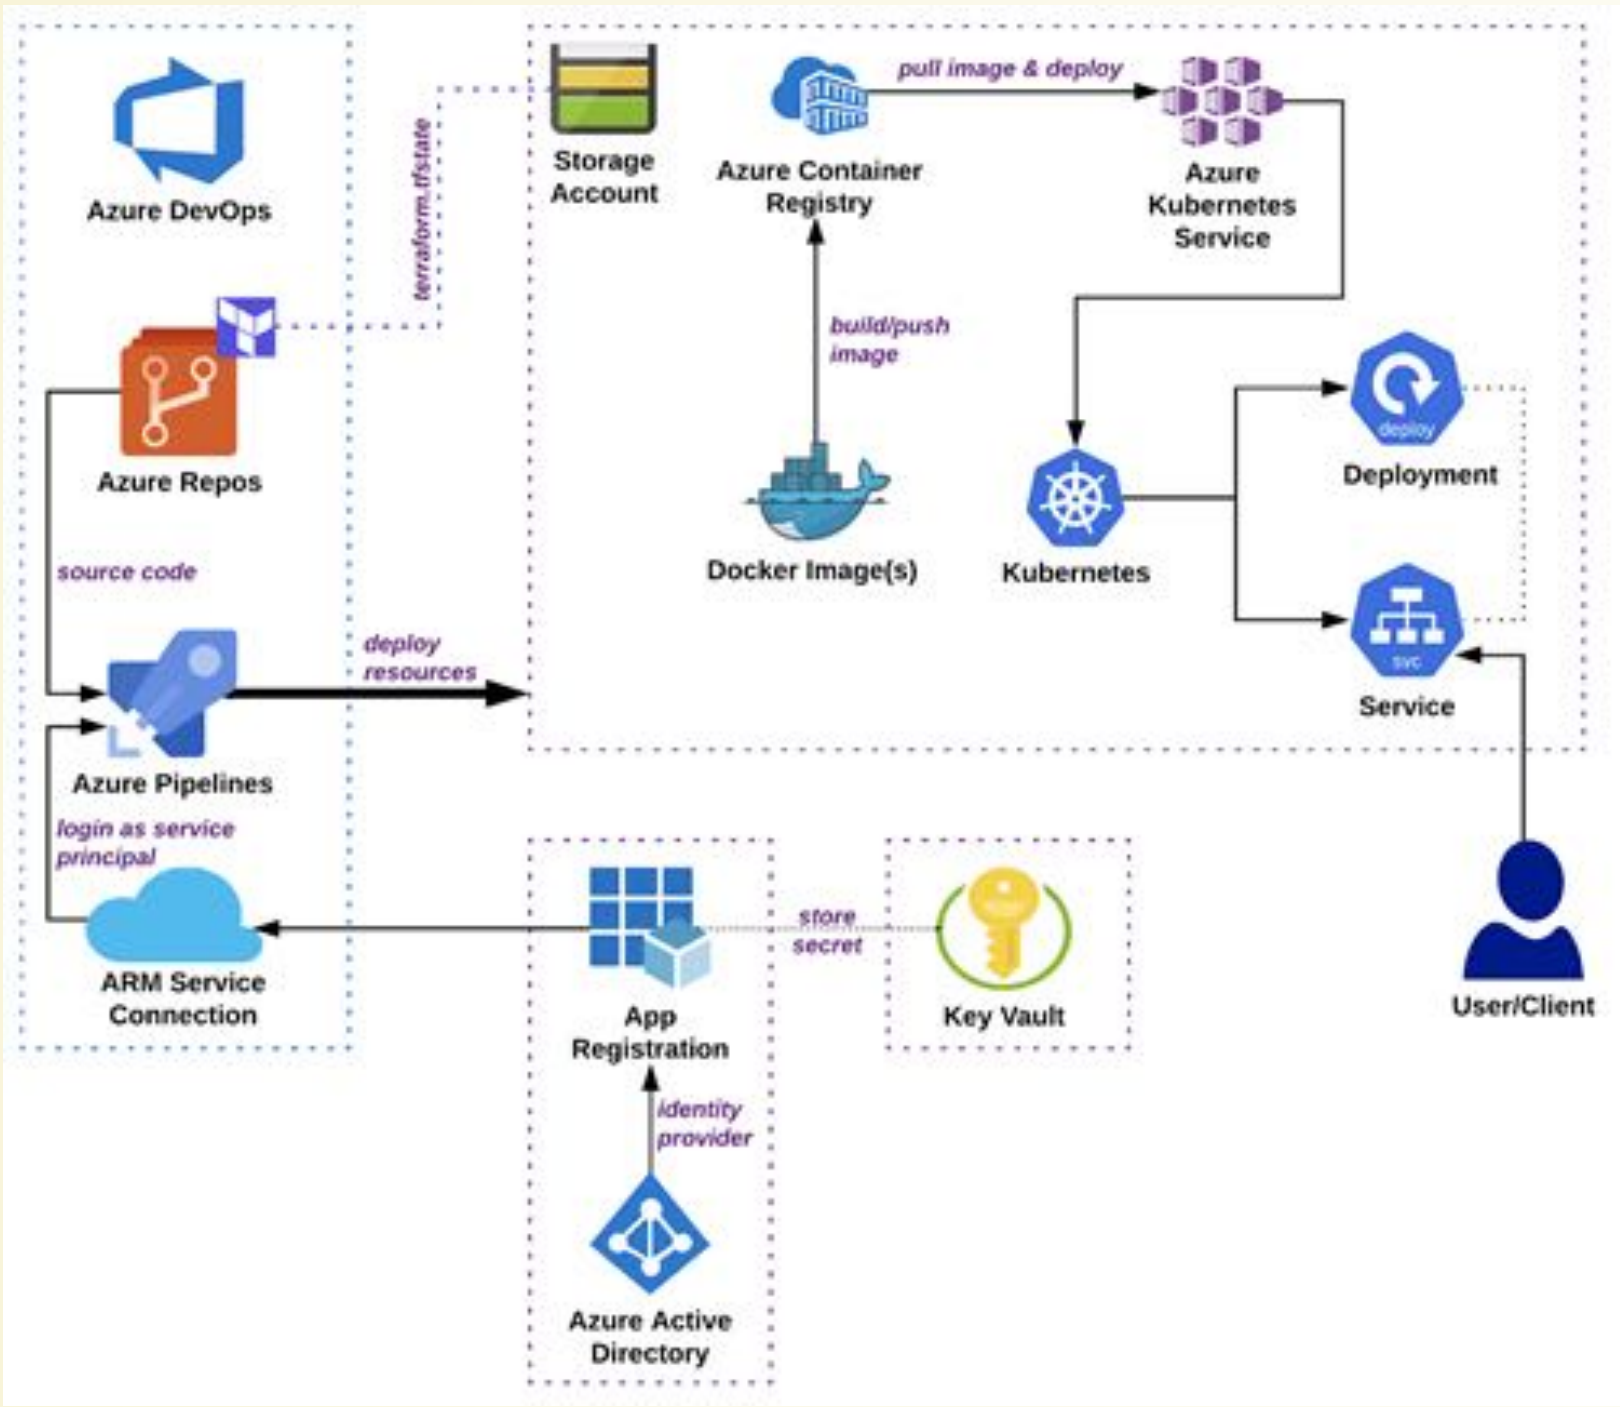 Azure DevOps
terraform.tfstate
Storage
Account
pull image & deploy
Azure Container
Registry
Azure
Kubernetes
Service
build/push
image
Azure Repos
deploy
Deployment
Docker Image(s)
Kubernetes
source code
svc
Service
deploy
resources
Azure Pipelines
login as service
principal
ARM Service
Connection
store
secret
App
Registration
Key Vault
User/Client
identity
provider
Azure Active
Directory